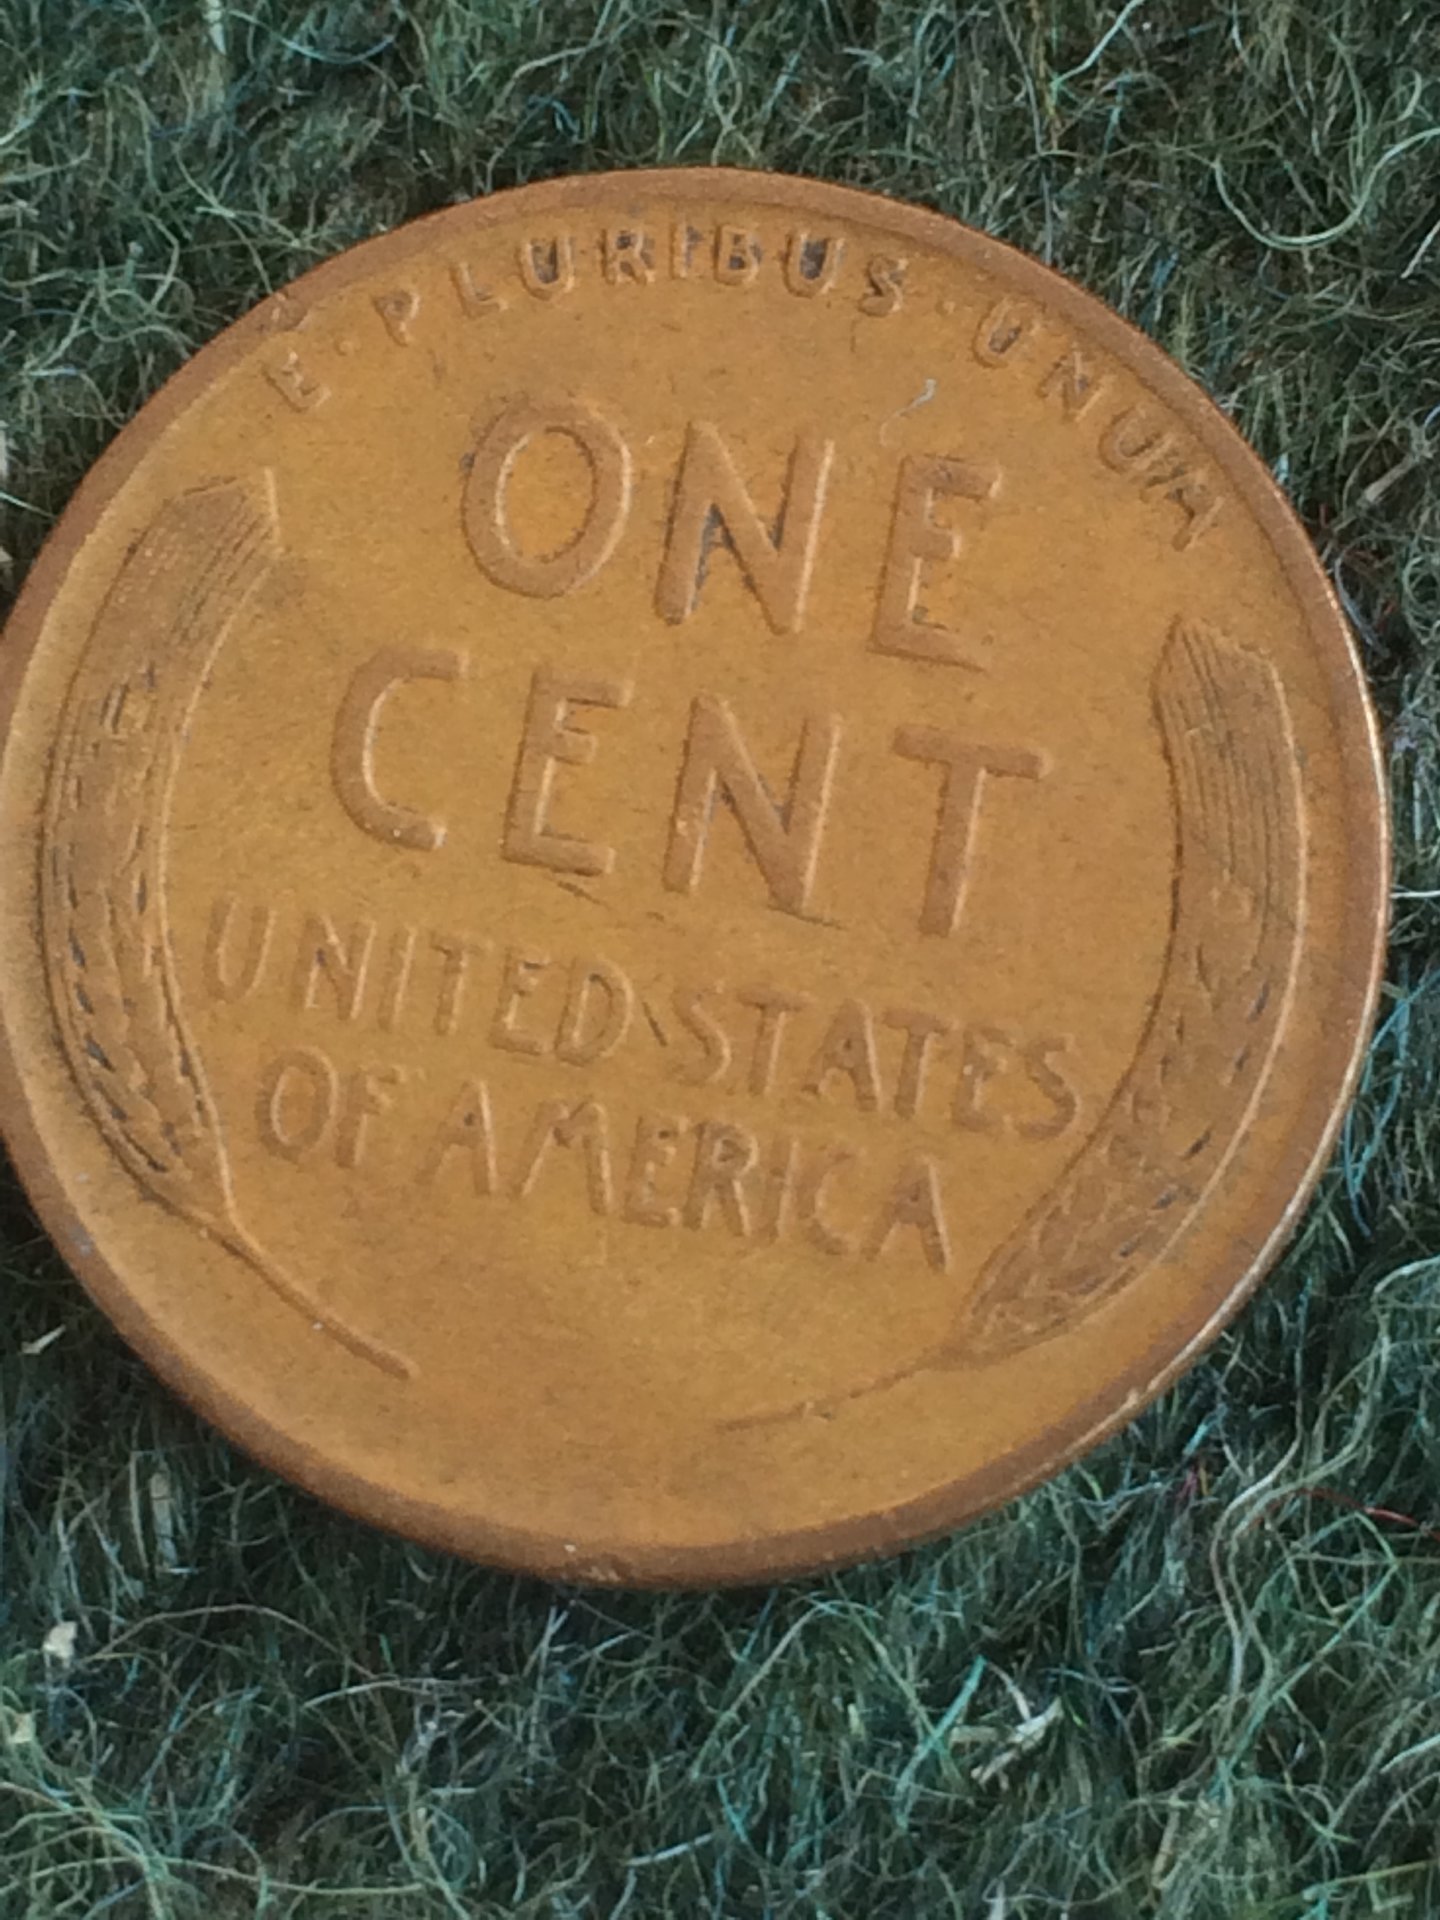 E·PLURIBUS·UNUM
ONE
CENT
UNITED·STATES
OF AMERICA